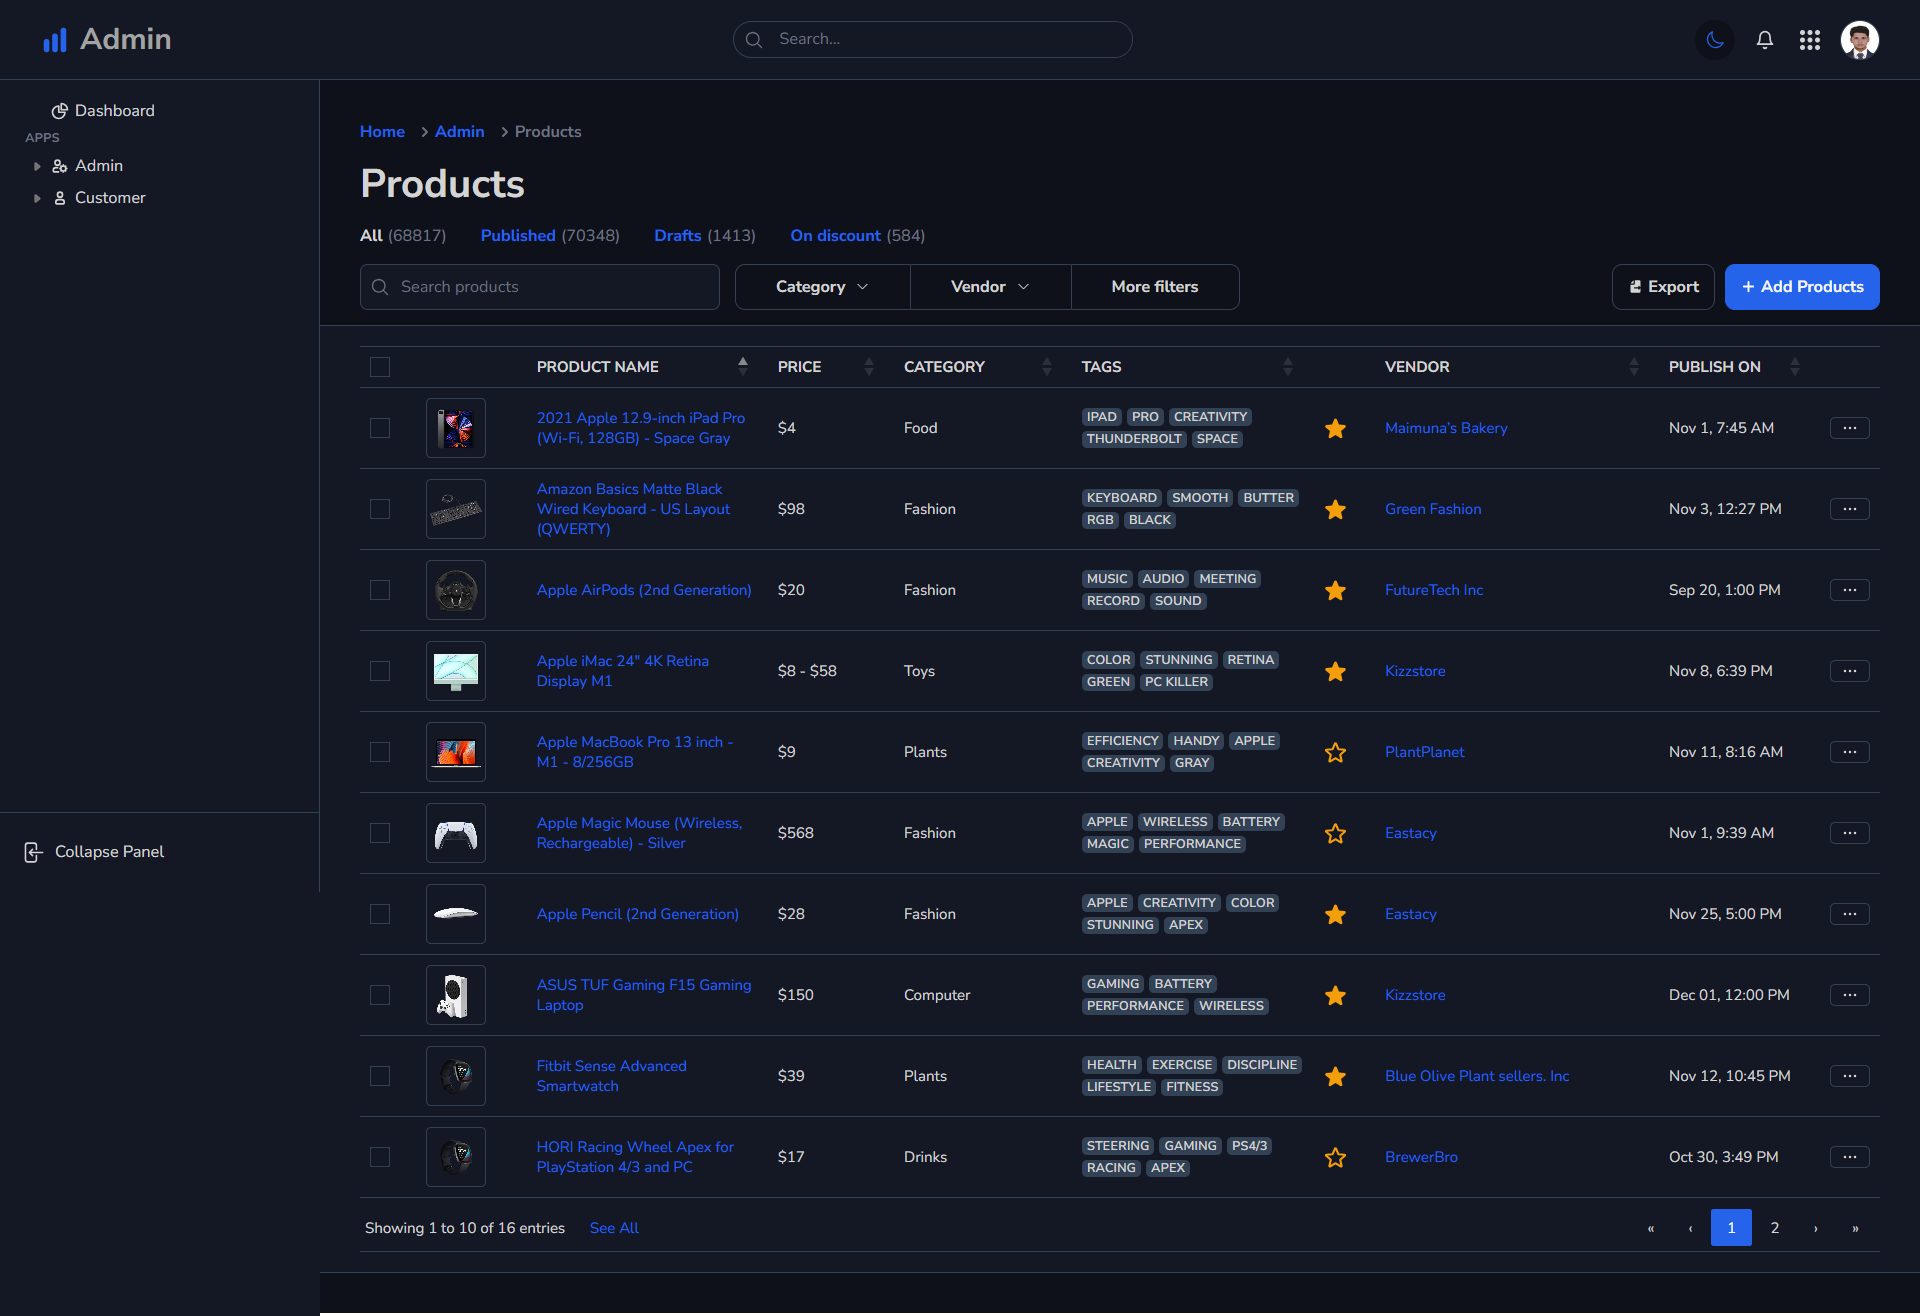 Admin
Search...
Dashboard
APPS
Admin
Customer
Collapse Panel
Home > Admin > Products
Products
All (68817) Published (70348) Drafts (1413) On discount (584)
Search products Category Vendor More filters Export + Add Products
PRODUCT NAME PRICE CATEGORY TAGS VENDOR PUBLISH ON
2021 Apple 12.9-inch iPad Pro
(Wi-Fi, 128GB) - Space Gray
$4
Food
IPAD PRO CREATIVITY
THUNDERBOLT SPACE
Maimuna's Bakery
Nov 1, 7:45 AM
Amazon Basics Matte Black
Wired Keyboard - US Layout
(QWERTY)
$98
Fashion
KEYBOARD SMOOTH BUTTER
RGB BLACK
Green Fashion
Nov 3, 12:27 PM
Apple AirPods (2nd Generation)
$20
Fashion
MUSIC AUDIO MEETING
RECORD SOUND
FutureTech Inc
Sep 20, 1:00 PM
Apple iMac 24" 4K Retina
Display M1
$8 - $58
Toys
COLOR STUNNING RETINA
GREEN PC KILLER
Kizzstore
Nov 8, 6:39 PM
Apple MacBook Pro 13 inch -
M1 - 8/256GB
$9
Plants
EFFICIENCY HANDY APPLE
CREATIVITY GRAY
PlantPlanet
Nov 11, 8:16 AM
Apple Magic Mouse (Wireless,
Rechargeable) - Silver
$568
Fashion
APPLE WIRELESS BATTERY
MAGIC PERFORMANCE
Eastacy
Nov 1, 9:39 AM
Apple Pencil (2nd Generation)
$28
Fashion
APPLE CREATIVITY COLOR
STUNNING APEX
Eastacy
Nov 25, 5:00 PM
ASUS TUF Gaming F15 Gaming
Laptop
$150
Computer
GAMING BATTERY
PERFORMANCE WIRELESS
Kizzstore
Dec 01, 12:00 PM
Fitbit Sense Advanced
Smartwatch
$39
Plants
HEALTH EXERCISE DISCIPLINE
LIFESTYLE FITNESS
Blue Olive Plant sellers. Inc
Nov 12, 10:45 PM
HORI Racing Wheel Apex for
PlayStation 4/3 and PC
$17
Drinks
STEERING GAMING PS4/3
RACING APEX
BrewerBro
Oct 30, 3:49 PM
Showing 1 to 10 of 16 entries See All « ‹ 1 2 › »